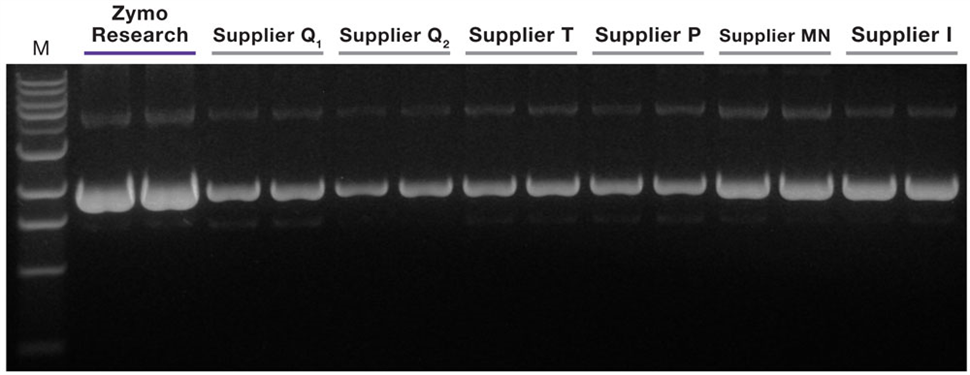 Zymo
Research
M
Supplier Q1
Supplier Q2
Supplier T
Supplier P
Supplier MN
Supplier I